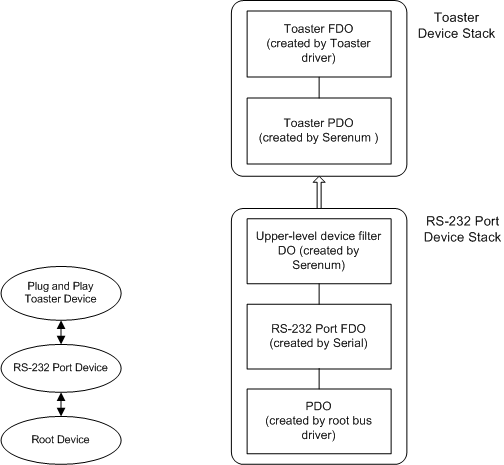 Toaster FDO
(created by Toaster
driver)
Toaster
Device Stack
Toaster PDO
(created by Serenum )
RS-232 Port
Device Stack
Upper-level device filter
DO (created by
Serenum)
RS-232 Port FDO
(created by Serial)
PDO
(created by root bus
driver)
Plug and Play
Toaster Device
RS-232 Port Device
Root Device